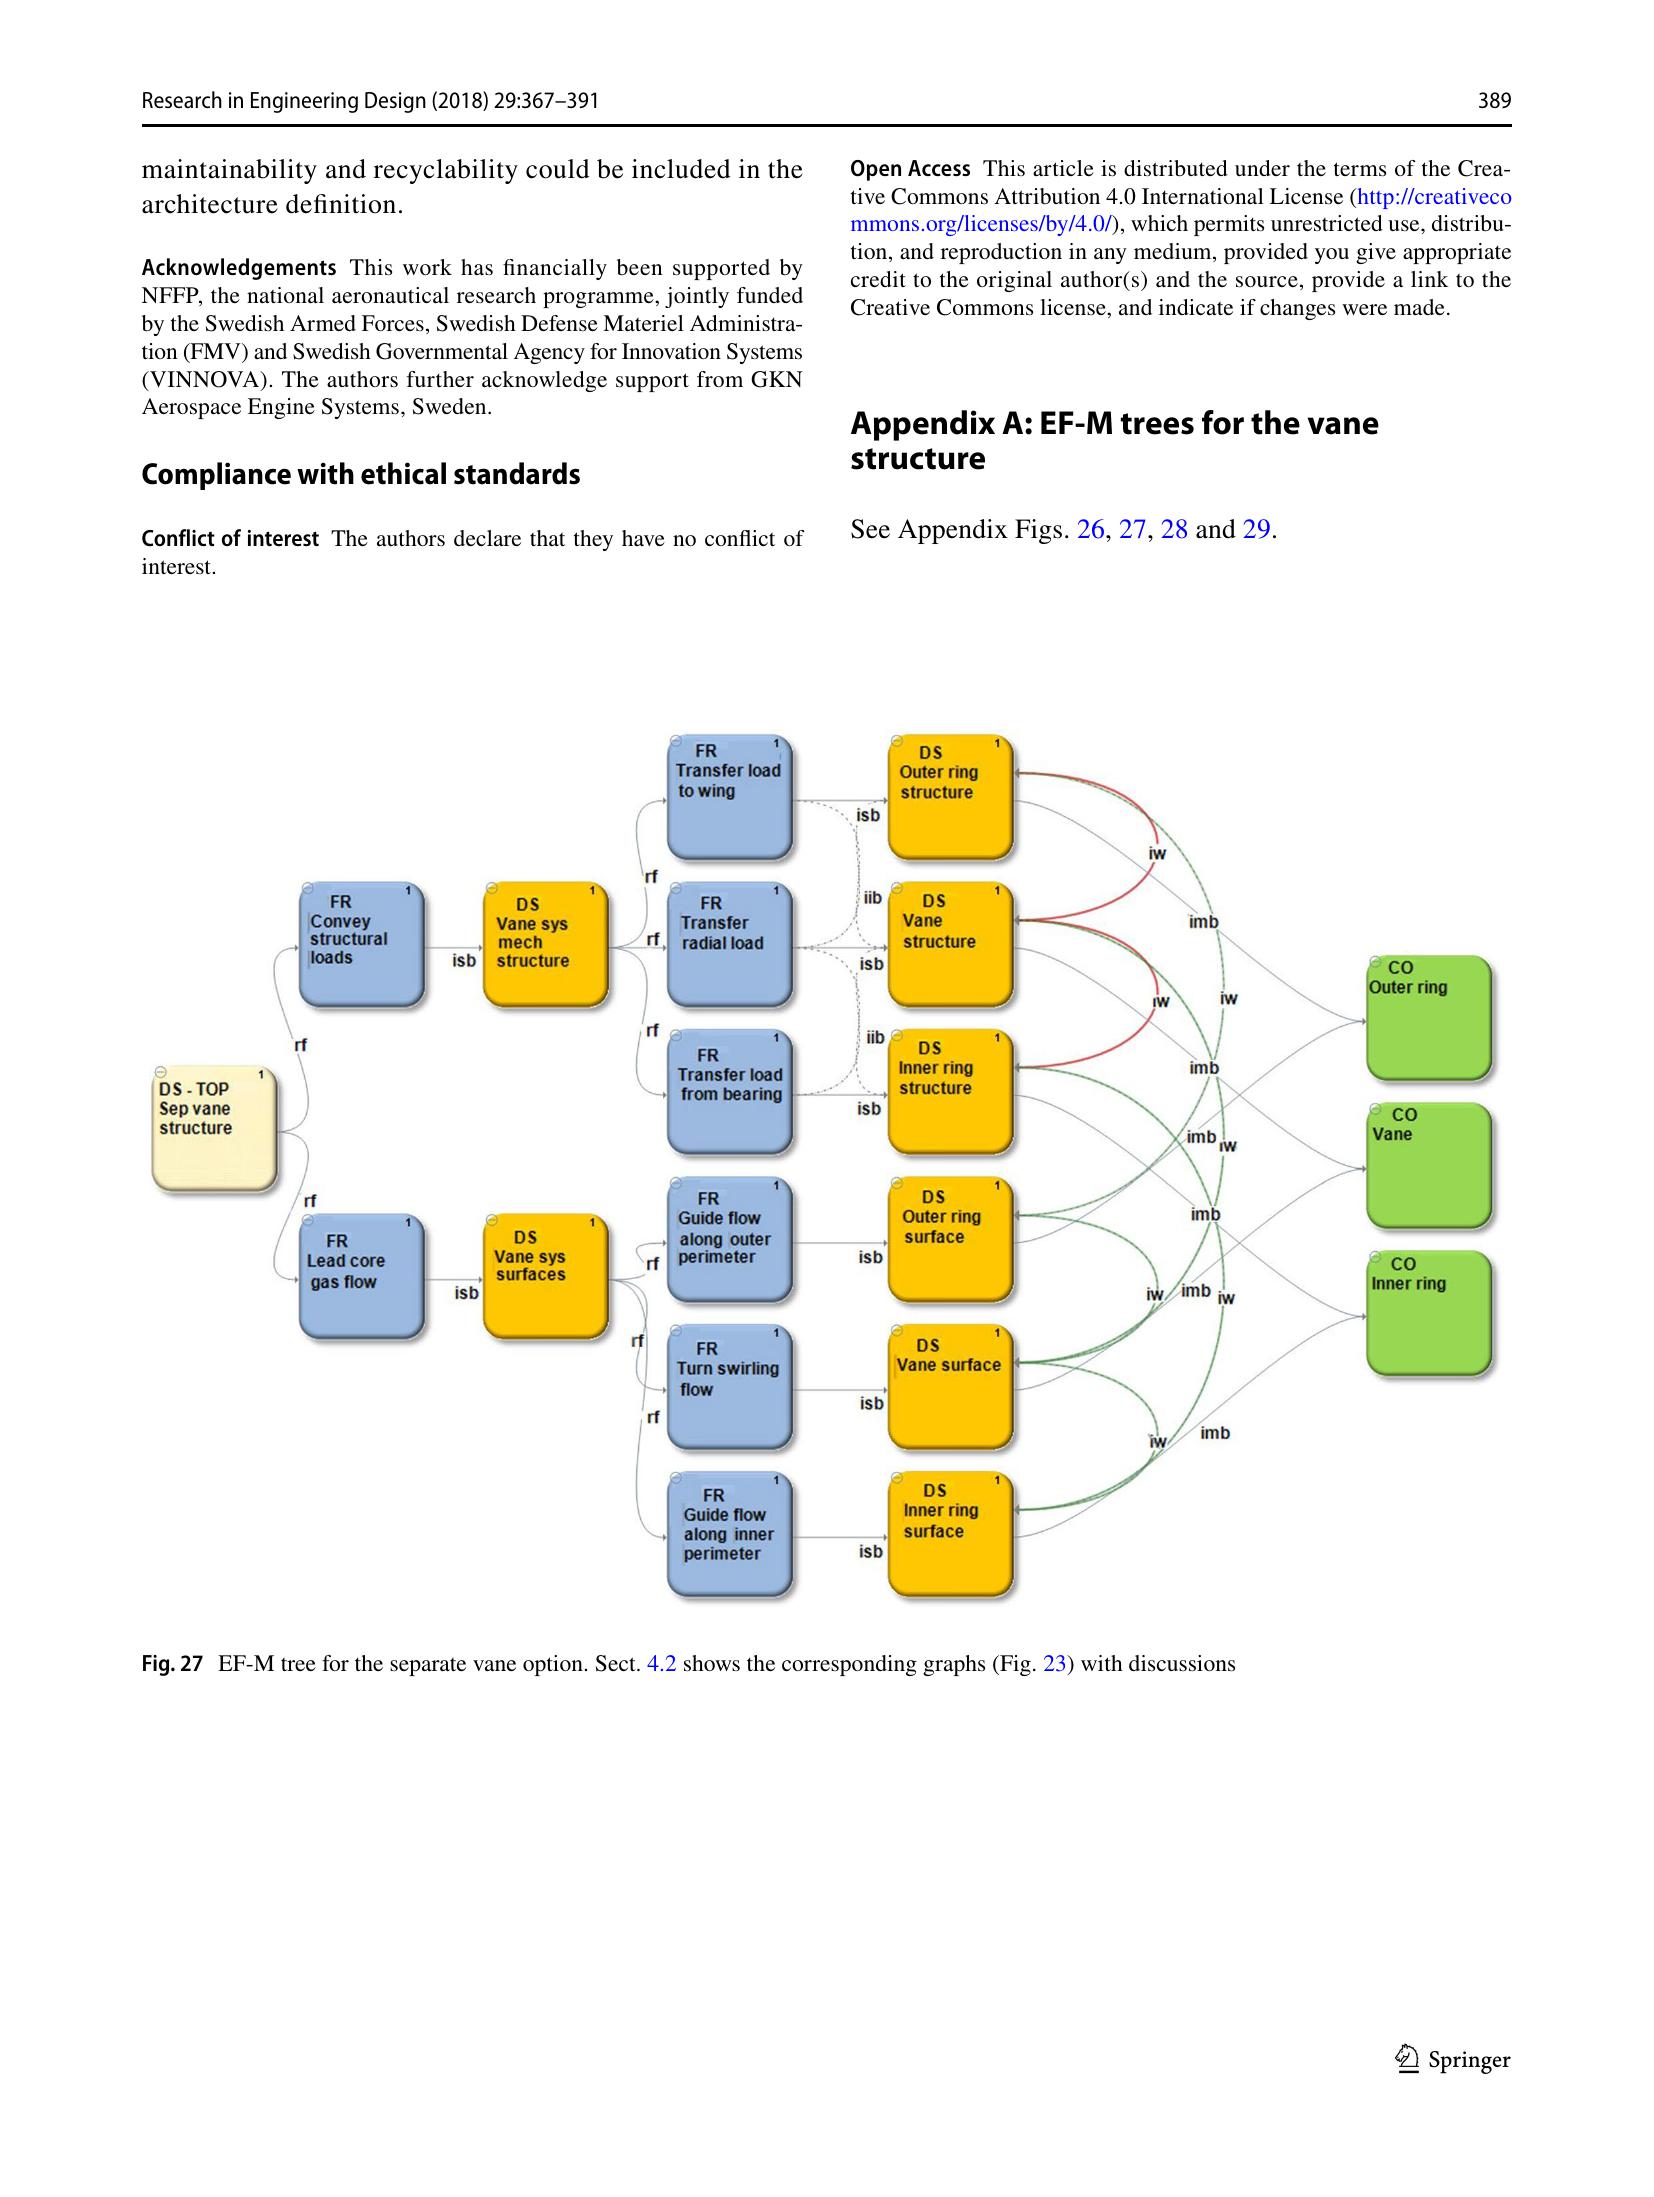 Research in Engineering Design (2018) 29:367–391
389
maintainability and recyclability could be included in the
architecture definition.
Acknowledgements This work has financially been supported by
NFFP, the national aeronautical research programme, jointly funded
by the Swedish Armed Forces, Swedish Defense Materiel Administra-
tion (FMV) and Swedish Governmental Agency for Innovation Systems
(VINNOVA). The authors further acknowledge support from GKN
Aerospace Engine Systems, Sweden.
Compliance with ethical standards
Conflict of interest The authors declare that they have no conflict of
interest.
Open Access This article is distributed under the terms of the Crea-
tive Commons Attribution 4.0 International License (http://creativeco
mmons.org/licenses/by/4.0/), which permits unrestricted use, distribu-
tion, and reproduction in any medium, provided you give appropriate
credit to the original author(s) and the source, provide a link to the
Creative Commons license, and indicate if changes were made.
Appendix A: EF-M trees for the vane
structure
See Appendix Figs. 26, 27, 28 and 29.
1
DS - TOP
Sep vane
structure
rf
rf
1
FR
Convey
structural
loads
isb
1
FR
Lead core
gas flow
isb
1
DS
Vane sys
mech
structure
rf
rf
rf
1
DS
Vane sys
surfaces
rf
rf
rf
1
FR
Transfer load
to wing
isb
iib
1
FR
Transfer
radial load
isb
iib
1
FR
Transfer load
from bearing
isb
1
FR
Guide flow
along outer
perimeter
isb
1
FR
Turn swirling
flow
isb
1
FR
Guide flow
along inner
perimeter
isb
1
DS
Outer ring
structure
1
DS
Vane
structure
1
DS
Inner ring
structure
1
DS
Outer ring
surface
1
DS
Vane surface
1
DS
Inner ring
surface
iw
imb
iw
iw
imb
imb
iw
imb
iw
imb
iw
iw
imb
CO
Outer ring
CO
Vane
CO
Inner ring
Fig. 27 EF-M tree for the separate vane option. Sect. 4.2 shows the corresponding graphs (Fig. 23) with discussions
Springer